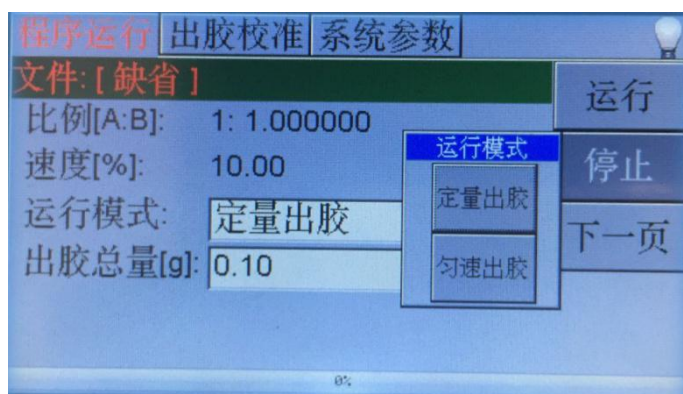 程序运行 出胶校准 系统参数
文件: [ 缺省 ]
运行
比例[A:B]: 1: 1.000000
运行模式
速度[%]: 10.00
停止
定量出胶
运行模式: 定量出胶
下一页
匀速出胶
出胶总量[g]: 0.10
0%